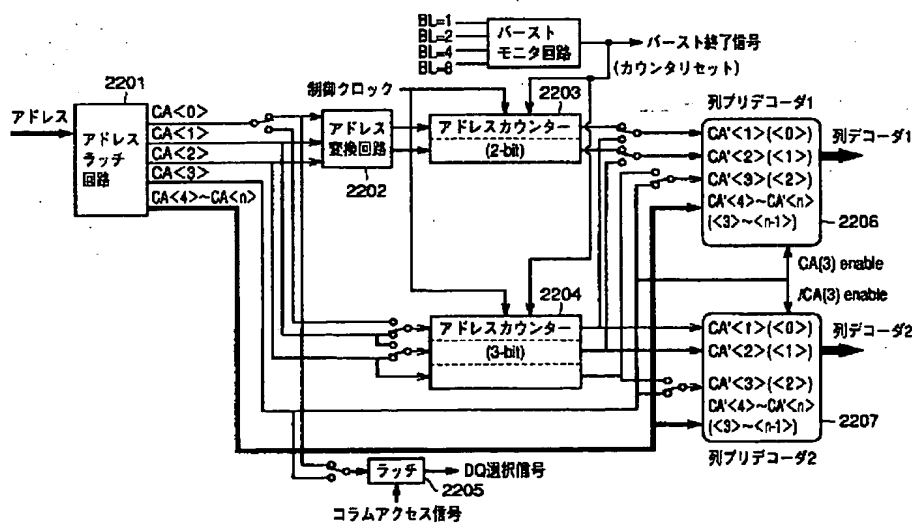 BL=1
BL=2
BL=4
BL=8
バースト
モニタ回路
バースト終了信号
(カウンタリセット)
2201
アドレス
アドレス
ラッチ
回路
CA<0>
CA<1>
CA<2>
CA<3>
CA<4>~CA<n>
制御クロック
2203
アドレス
変換回路
2202
アドレスカウンター
(2-bit)
列プリデコーダ1
CA'<1>(<0>)
CA'<2>(<1>)
CA'<3>(<2>)
CA'<4>~CA'<n>
(<3>~<n-1>)
列デコーダ1
2206
CA(3) enable
/CA(3) enable
2204
アドレスカウンター
(3-bit)
CA'<1>(<0>)
CA'<2>(<1>)
CA'<3>(<2>)
CA'<4>~CA'<n>
(<3>~<n-1>)
列デコーダ2
2207
列プリデコーダ2
ラッチ
DQ選択信号
2205
コラムアクセス信号